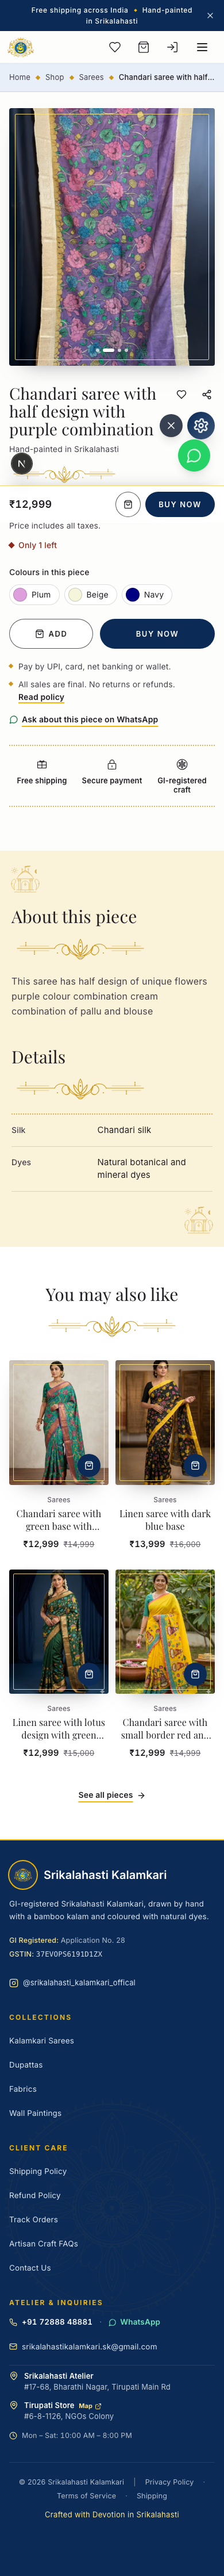 Free shipping across India • Hand-painted
in Srikalahasti
Home ◆ Shop ◆ Sarees ◆ Chandari saree with half...
Chandari saree with
half design with
purple combination
Hand-painted in Srikalahasti
N
₹12,999
BUY NOW
Price includes all taxes.
Only 1 left
Colours in this piece
Plum
Beige
Navy
ADD
BUY NOW
Pay by UPI, card, net banking or wallet.
All sales are final. No returns or refunds.
Read policy
Ask about this piece on WhatsApp
Free shipping
Secure payment
GI-registered
craft
About this piece
This saree has half design of unique flowers
purple colour combination cream
combination of pallu and blouse
Details
Silk
Chandari silk
Dyes
Natural botanical and
mineral dyes
You may also like
Sarees
Chandari saree with
green base with...
₹12,999 ₹14,999
Sarees
Linen saree with dark
blue base
₹13,999 ₹16,000
Sarees
Linen saree with lotus
design with green...
₹12,999 ₹15,000
Sarees
Chandari saree with
small border red an...
₹12,999 ₹14,999
See all pieces →
Srikalahasti Kalamkari
GI-registered Srikalahasti Kalamkari, drawn by hand
with a bamboo kalam and coloured with natural dyes.
GI Registered: Application No. 28
GSTIN: 37EVOPS6191D1ZX
@srikalahasti_kalamkari_offical
COLLECTIONS
Kalamkari Sarees
Dupattas
Fabrics
Wall Paintings
CLIENT CARE
Shipping Policy
Refund Policy
Track Orders
Artisan Craft FAQs
Contact Us
ATELIER & INQUIRIES
+91 72888 48881 · WhatsApp
srikalahastikalamkari.sk@gmail.com
Srikalahasti Atelier
#17-68, Bharathi Nagar, Tirupati Main Rd
Tirupati Store Map
#6-8-1126, NGOs Colony
Mon – Sat: 10:00 AM – 8:00 PM
© 2026 Srikalahasti Kalamkari | Privacy Policy ·
Terms of Service · Shipping
Crafted with Devotion in Srikalahasti